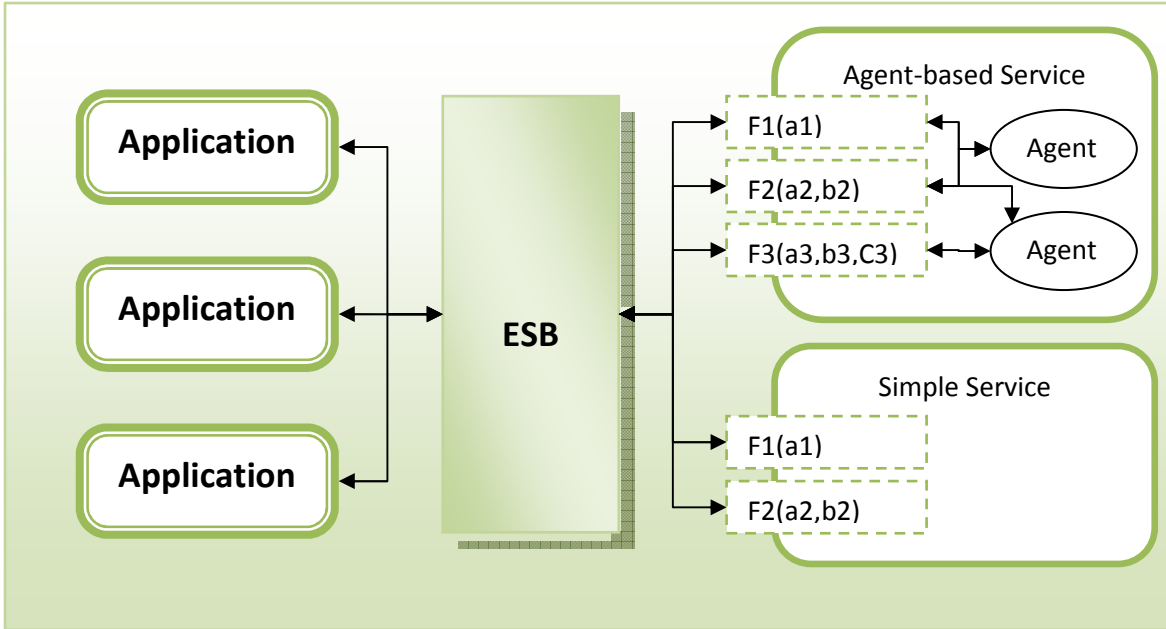 Application
Application
Application
ESB
Agent-based Service
F1(a1)
F2(a2,b2)
F3(a3,b3,C3)
Agent
Agent
Simple Service
F1(a1)
F2(a2,b2)